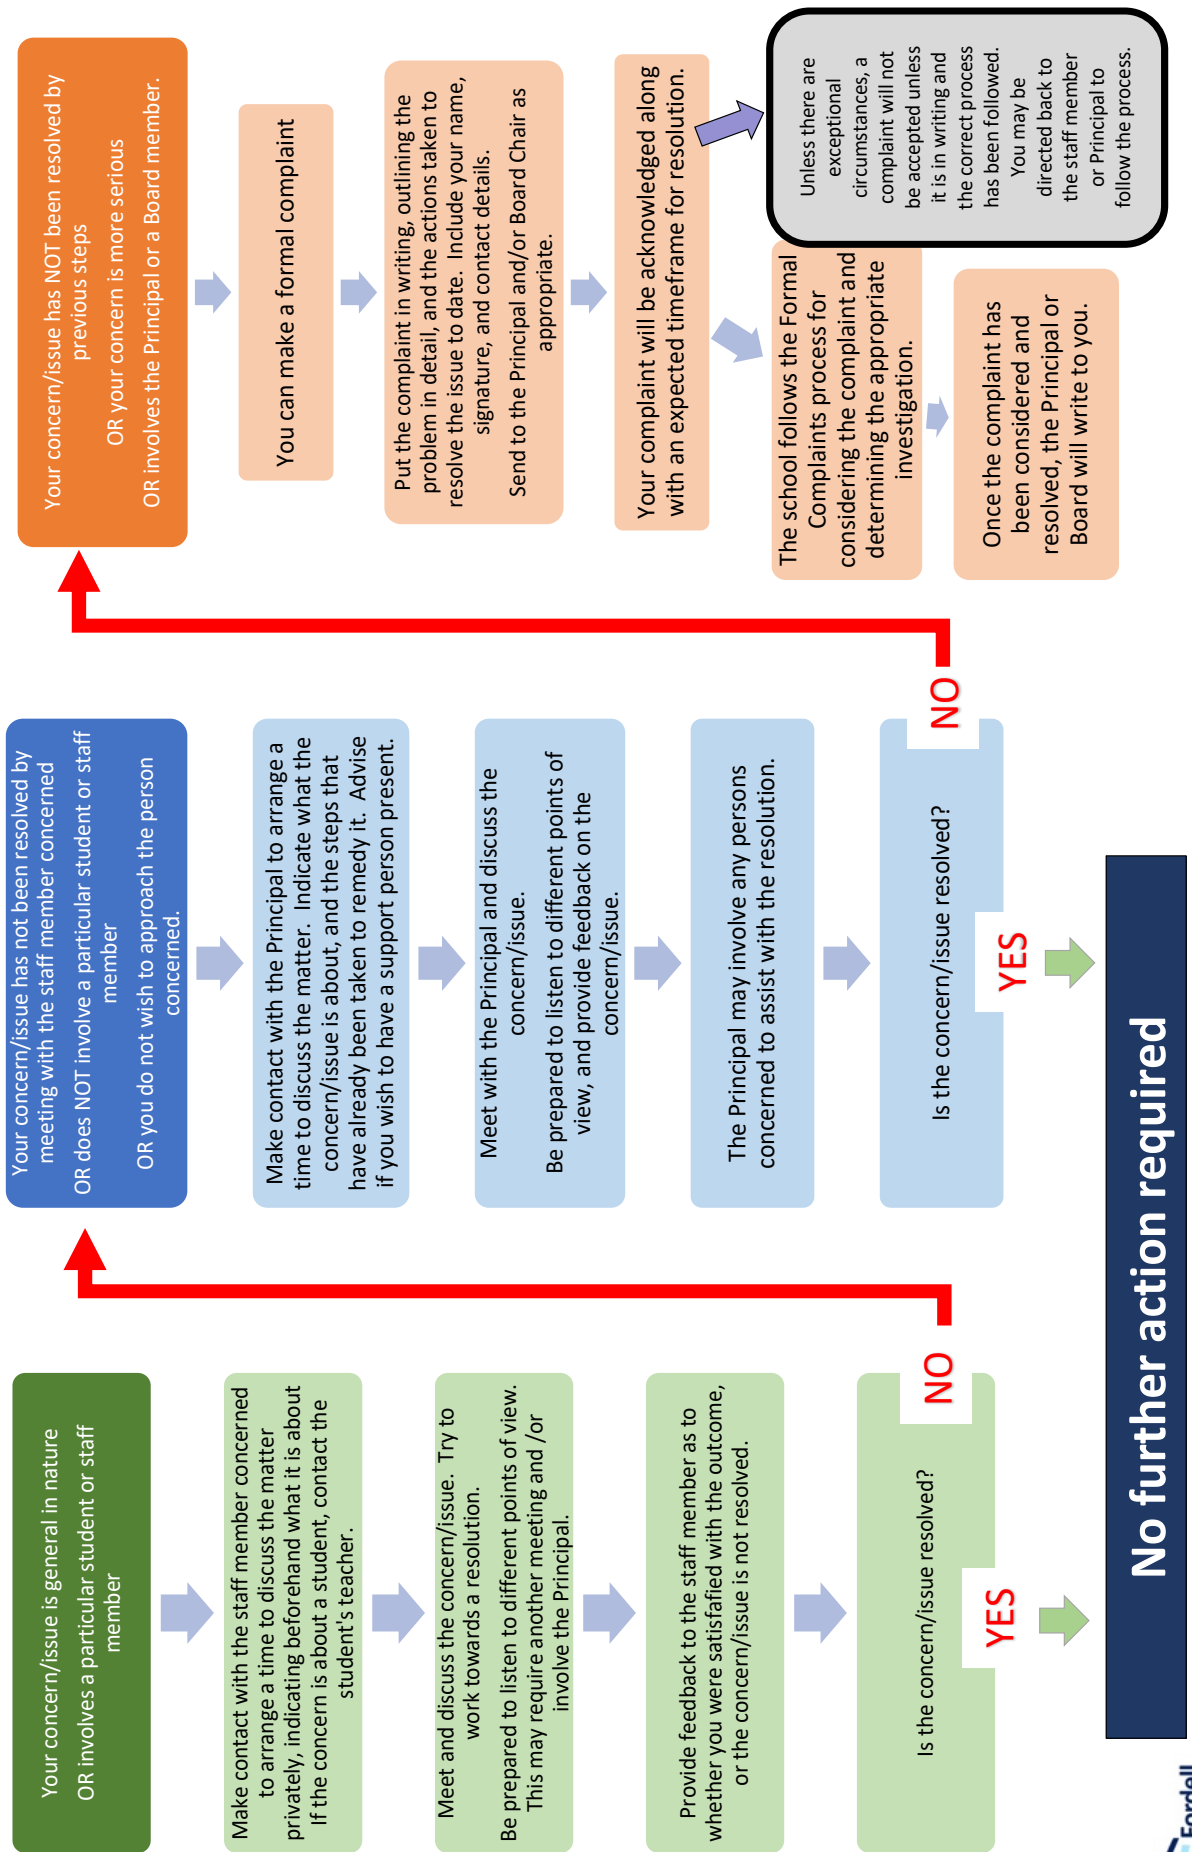 Your concern/issue is general in nature
OR involves a particular student or staff
member
Make contact with the staff member concerned
to arrange a time to discuss the matter
privately, indicating beforehand what it is about
If the concern is about a student, contact the
student's teacher.
Meet and discuss the concern/issue.  Try to
work towards a resolution.
Be prepared to listen to different points of view.
This may require another meeting and /or
involve the Principal.
Provide feedback to the staff member as to
whether you were satisfafied with the outcome,
or the concern/issue is not resolved.
Is the concern/issue resolved?
NO
YES
Your concern/issue has not been resolved by
meeting with the staff member concerned
OR does NOT involve a particular student or staff
member
OR you do not wish to approach the person
concerned.
Make contact with the Principal to arrange a
time to discuss the matter.  Indicate what the
concern/issue is about, and the steps that
have already been taken to remedy it.  Advise
if you wish to have a support person present.
Meet with the Principal and discuss the
concern/issue.
Be prepared to listen to different points of
view, and provide feedback on the
concern/issue.
The Principal may involve any persons
concerned to assist with the resolution.
Is the concern/issue resolved?
NO
YES
Your concern/issue has NOT been resolved by
previous steps
OR your concern is more serious
OR involves the Principal or a Board member.
You can make a formal complaint
Put the complaint in writing, outlining the
problem in detail, and the actions taken to
resolve the issue to date.  Include your name,
signature, and contact details.
Send to the Principal and/or Board Chair as
appropriate.
Your complaint will be acknowledged along
with an expected timeframe for resolution.
The school follows the Formal
Complaints process for
considering the complaint and
determining the appropriate
investigation.
Once the complaint has
been considered and
resolved, the Principal or
Board will write to you.
Unless there are
exceptional
circumstances, a
complaint will not
be accepted unless
it is in writing and
the correct process
has been followed.
You may be
directed back to
the staff member
or Principal to
follow the process.
No further action required
Fordell